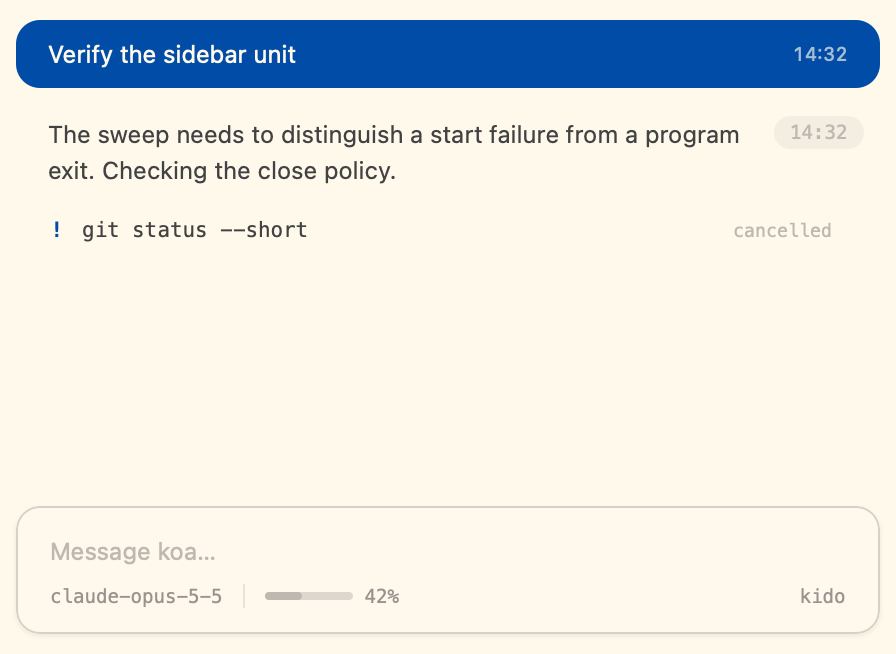 Verify the sidebar unit 14:32
The sweep needs to distinguish a start failure from a program 14:32
exit. Checking the close policy.
! git status --short cancelled
Message koa…
claude-opus-5-5 42% kido